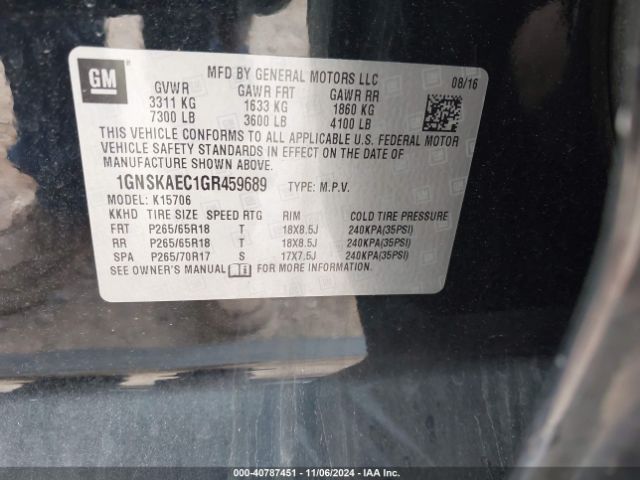 GM
MFD BY GENERAL MOTORS LLC
08/16
GVWR GAWR FRT GAWR RR
3311 KG 1633 KG 1860 KG
7300 LB 3600 LB 4100 LB
THIS VEHICLE CONFORMS TO ALL APPLICABLE U.S. FEDERAL MOTOR
VEHICLE SAFETY STANDARDS IN EFFECT ON THE DATE OF
MANUFACTURE SHOWN ABOVE.
1GNSKAEC1GR459689 TYPE: M.P.V.
MODEL: K15706
KKHD TIRE SIZE SPEED RTG RIM COLD TIRE PRESSURE
FRT P265/65R18 T 18X8.5J 240KPA(35PSI)
RR P265/65R18 T 18X8.5J 240KPA(35PSI)
SPA P265/70R17 S 17X7.5J 240KPA(35PSI)
SEE OWNER'S MANUAL FOR MORE INFORMATION.
000-40787451 - 11/06/2024 - IAA Inc.